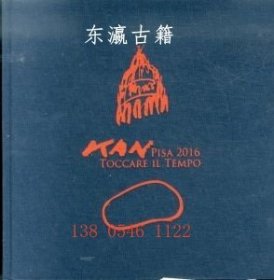 东瀛古籍
KAN PISA 2016
TOCCARE IL TEMPO
138 0546 1122